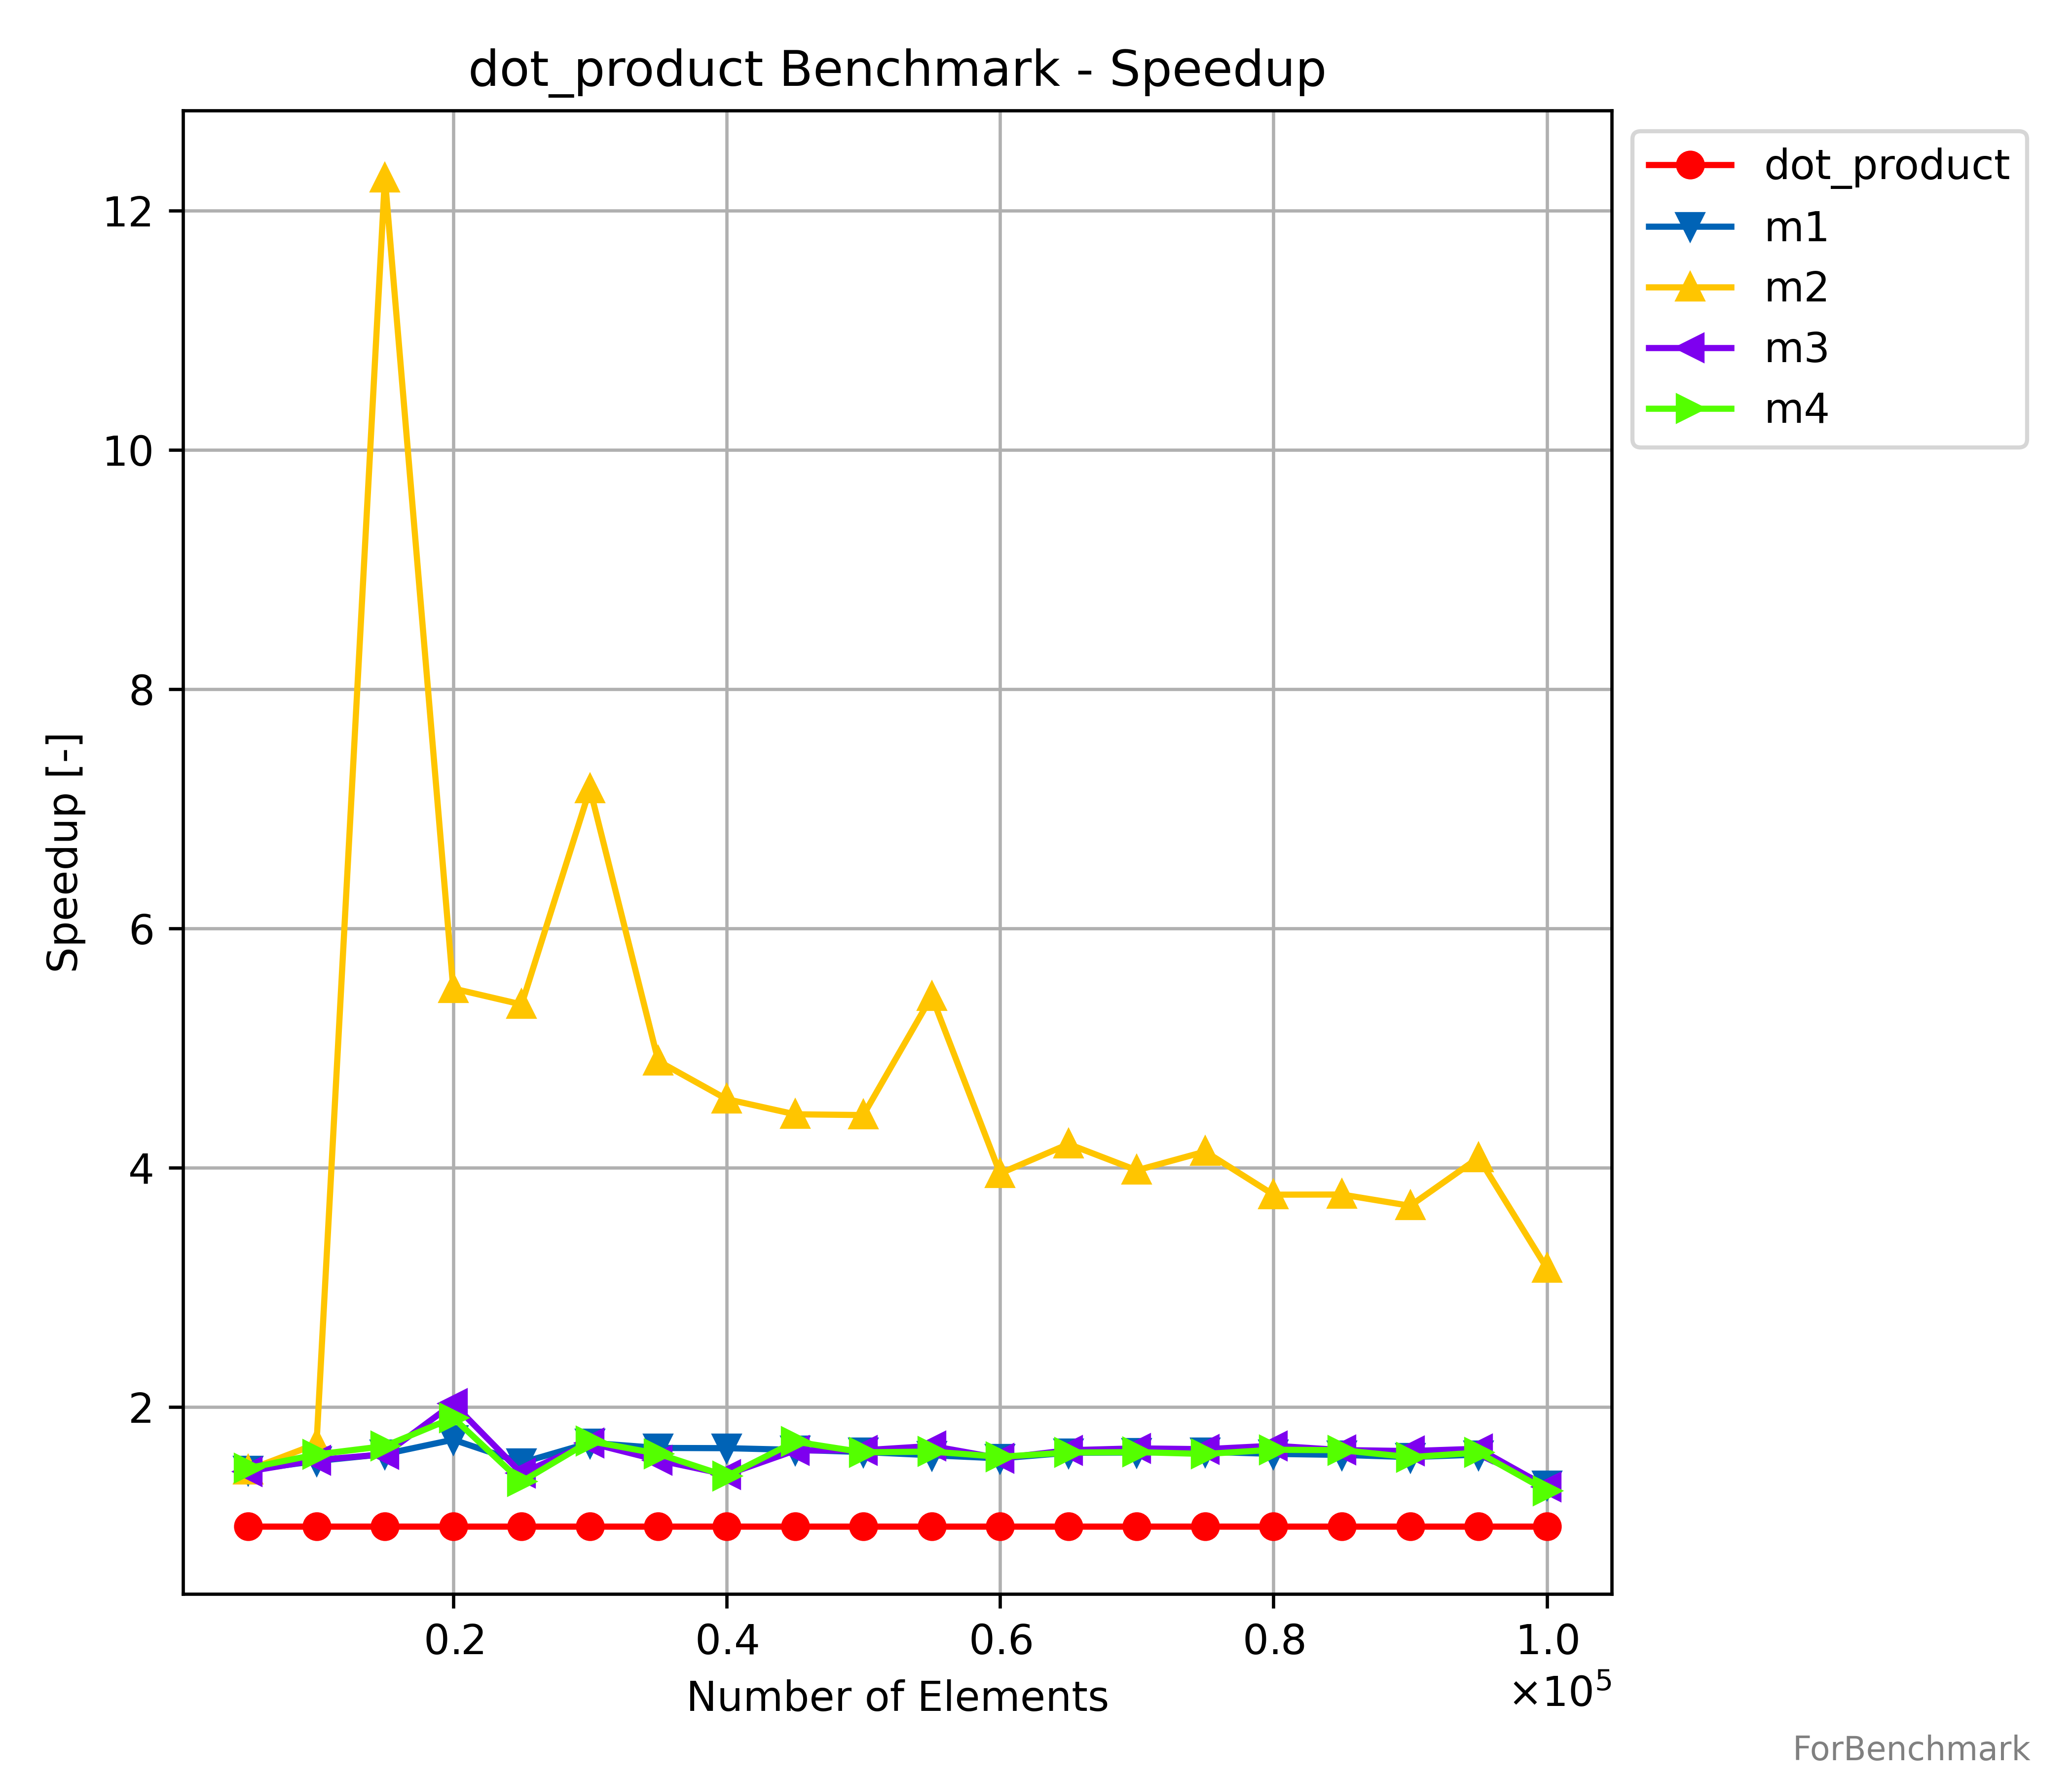 dot_product Benchmark - Speedup
dot_product
m1
m2
m3
m4
12
10
8
6
4
2
Speedup [-]
0.2 0.4 0.6 0.8 1.0
×10⁵
Number of Elements
ForBenchmark